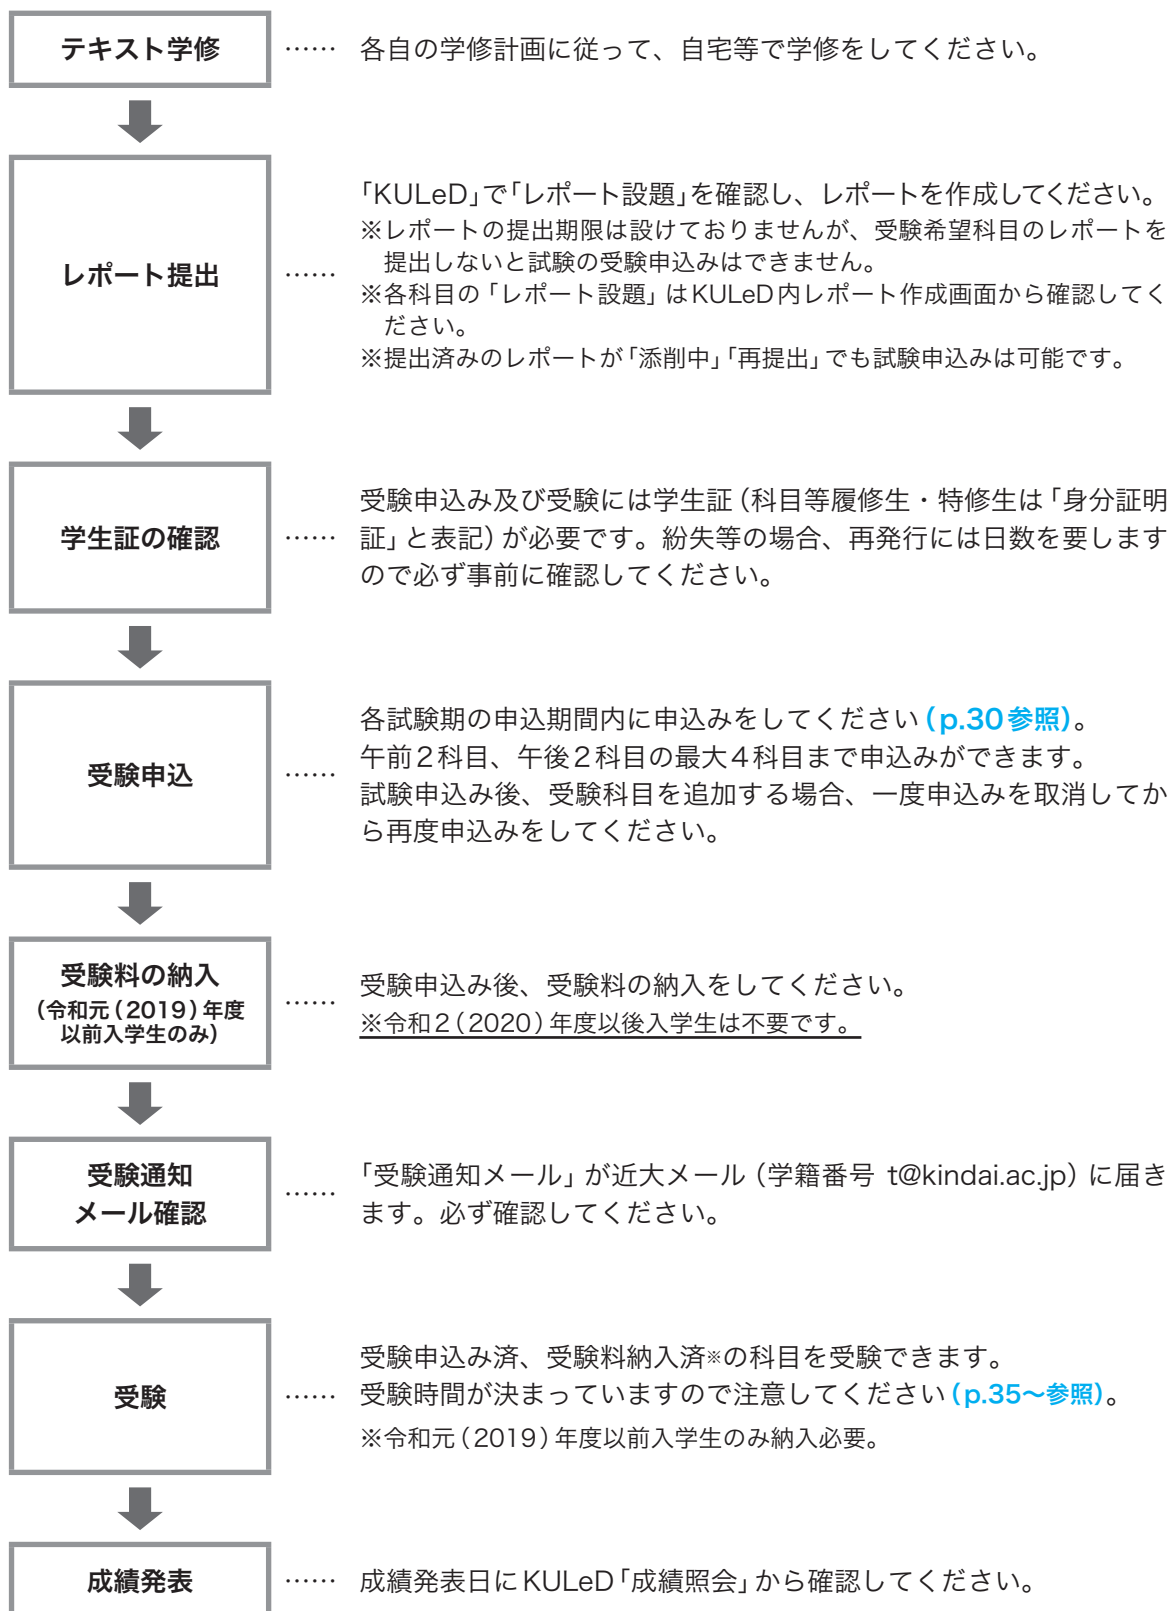 テキスト学修 …… 各自の学修計画に従って、自宅等で学修をしてください。
レポート提出 ……
「KULeD」で「レポート設題」を確認し、レポートを作成してください。
※レポートの提出期限は設けておりませんが、受験希望科目のレポートを
提出しないと試験の受験申込みはできません。
※各科目の「レポート設題」はKULeD内レポート作成画面から確認してく
ださい。
※提出済みのレポートが「添削中」「再提出」でも試験申込みは可能です。
学生証の確認 ……
受験申込み及び受験には学生証（科目等履修生・特修生は「身分証明
証」と表記）が必要です。紛失等の場合、再発行には日数を要します
ので必ず事前に確認してください。
受験申込 ……
各試験期の申込期間内に申込みをしてください（p.30参照）。
午前２科目、午後２科目の最大４科目まで申込みができます。
試験申込み後、受験科目を追加する場合、一度申込みを取消してか
ら再度申込みをしてください。
受験料の納入
（令和元（2019）年度
以前入学生のみ）
……
受験申込み後、受験料の納入をしてください。
※令和２（2020）年度以後入学生は不要です。
受験通知
メール確認
……
「受験通知メール」が近大メール（学籍番号 t@kindai.ac.jp）に届き
ます。必ず確認してください。
受験 ……
受験申込み済、受験料納入済※の科目を受験できます。
受験時間が決まっていますので注意してください（p.35〜参照）。
※令和元（2019）年度以前入学生のみ納入必要。
成績発表 …… 成績発表日にKULeD「成績照会」から確認してください。